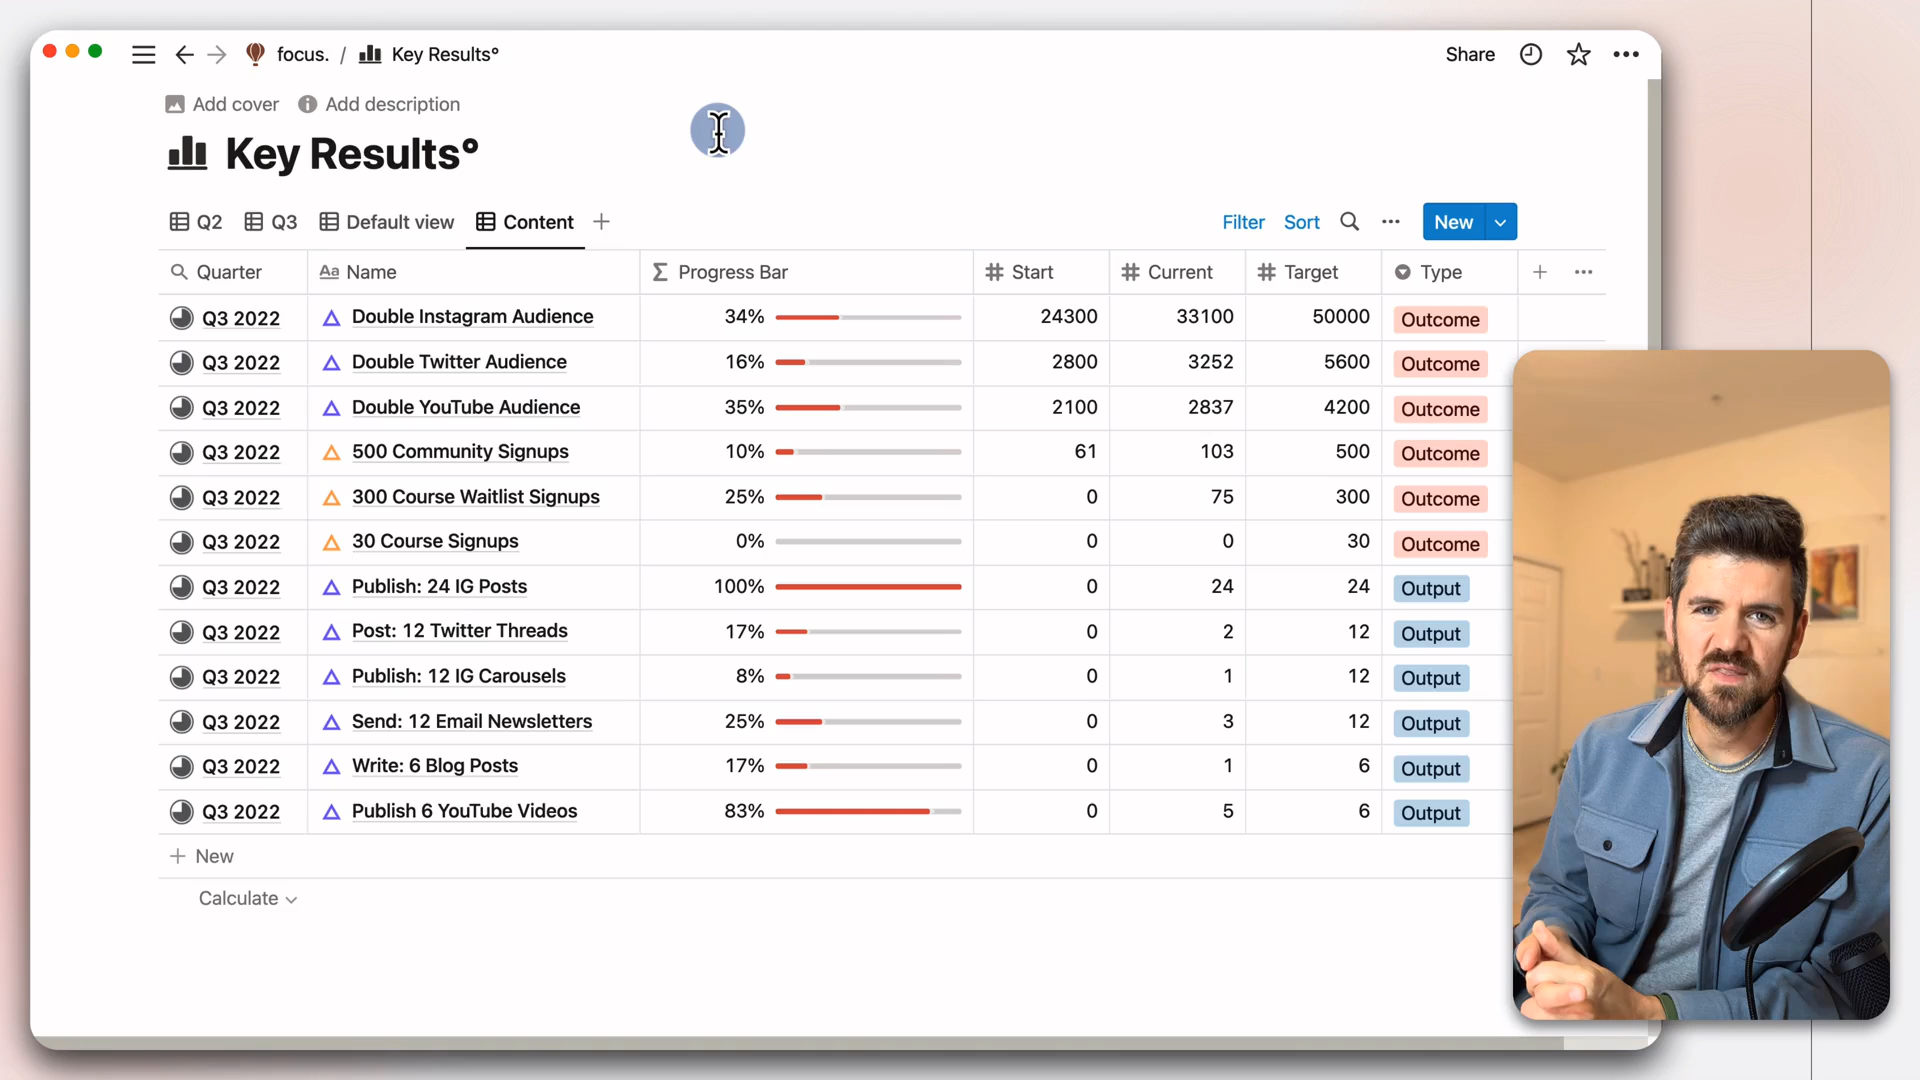 focus. / Key Results° Share
Add cover Add description
Key Results°
Q2 Q3 Default view Content Filter Sort New
Quarter Aa Name Σ Progress Bar # Start # Current # Target Type
Q3 2022 Double Instagram Audience 34% 24300 33100 50000 Outcome
Q3 2022 Double Twitter Audience 16% 2800 3252 5600 Outcome
Q3 2022 Double YouTube Audience 35% 2100 2837 4200 Outcome
Q3 2022 500 Community Signups 10% 61 103 500 Outcome
Q3 2022 300 Course Waitlist Signups 25% 0 75 300 Outcome
Q3 2022 30 Course Signups 0% 0 0 30 Outcome
Q3 2022 Publish: 24 IG Posts 100% 0 24 24 Output
Q3 2022 Post: 12 Twitter Threads 17% 0 2 12 Output
Q3 2022 Publish: 12 IG Carousels 8% 0 1 12 Output
Q3 2022 Send: 12 Email Newsletters 25% 0 3 12 Output
Q3 2022 Write: 6 Blog Posts 17% 0 1 6 Output
Q3 2022 Publish 6 YouTube Videos 83% 0 5 6 Output
+ New
Calculate